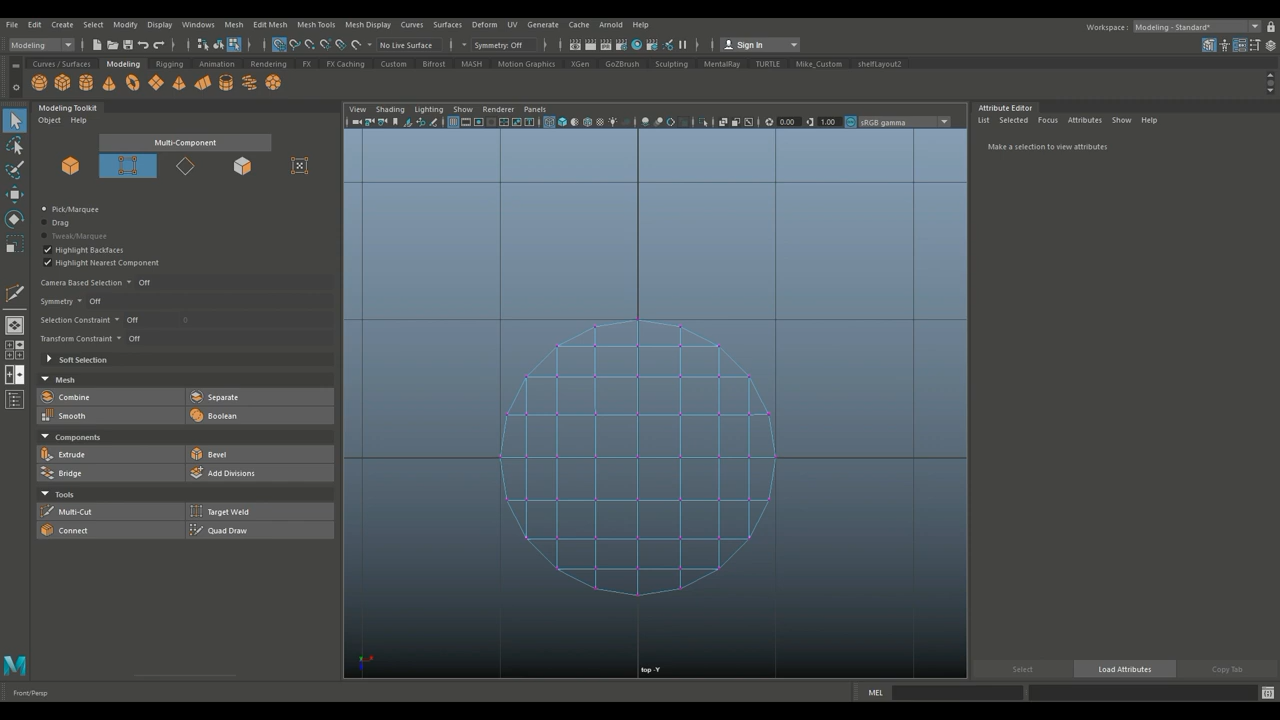 File Edit Create Select Modify Display Windows Mesh Edit Mesh Mesh Tools Mesh Display Curves Surfaces Deform UV Generate Cache Arnold Help
Workspace : Modeling - Standard*
Modeling No Live Surface Symmetry: Off Sign In
Curves / Surfaces Modeling Rigging Animation Rendering FX FX Caching Custom Bifrost MASH Motion Graphics XGen GoZBrush Sculpting MentalRay TURTLE Mike_Custom shelfLayout2
Modeling Toolkit
Object Help
Multi-Component
Pick/Marquee
Drag
Tweak/Marquee
Highlight Backfaces
Highlight Nearest Component
Camera Based Selection Off
Symmetry Off
Selection Constraint Off
Transform Constraint Off
Soft Selection
Mesh
Combine Separate
Smooth Boolean
Components
Extrude Bevel
Bridge Add Divisions
Tools
Multi-Cut Target Weld
Connect Quad Draw
View Shading Lighting Show Renderer Panels
0.00 1.00 sRGB gamma
top -Y
Attribute Editor
List Selected Focus Attributes Show Help
Make a selection to view attributes
Select Load Attributes Copy Tab
Front/Persp
MEL